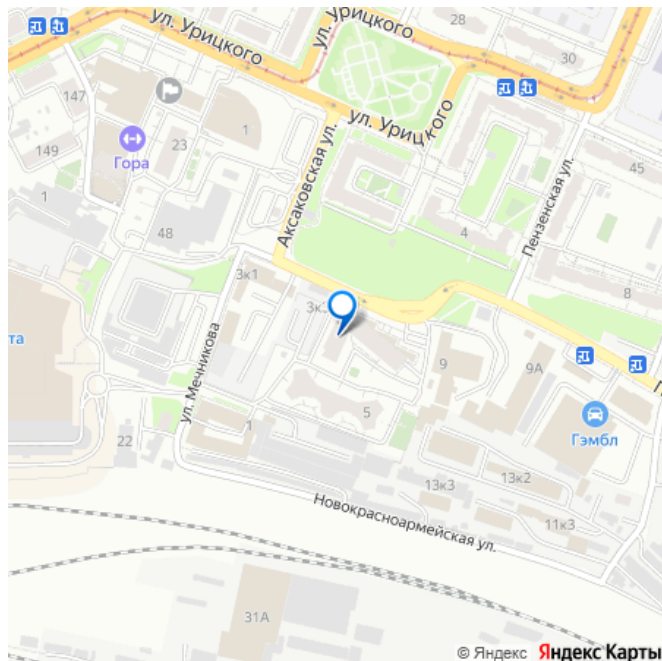 ул. Урицкого
ул. Урицкого
28
30
147
ул. Урицкого
Гора
23
1
149
45
Аксаковская ул.
Пензенская ул.
1
48
4
3к1
8
3к
та
ул. Мечникова
9
9А
5
Гэмбл
22
1
13к3
13к2
Новокрасноармейская ул.
11к3
31А
© Яндекс Яндекс Карты